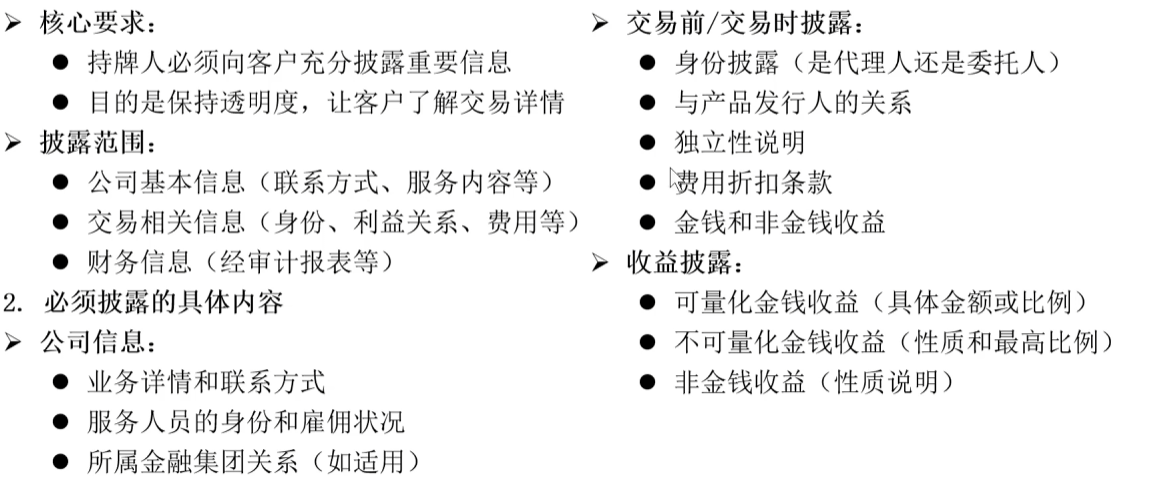 ➢ 核心要求：
● 持牌人必须向客户充分披露重要信息
● 目的是保持透明度，让客户了解交易详情
➢ 披露范围：
● 公司基本信息（联系方式、服务内容等）
● 交易相关信息（身份、利益关系、费用等）
● 财务信息（经审计报表等）
2. 必须披露的具体内容
➢ 公司信息：
● 业务详情和联系方式
● 服务人员的身份和雇佣状况
● 所属金融集团关系（如适用）
➢ 交易前/交易时披露：
● 身份披露（是代理人还是委托人）
● 与产品发行人的关系
● 独立性说明
● 费用折扣条款
● 金钱和非金钱收益
➢ 收益披露：
● 可量化金钱收益（具体金额或比例）
● 不可量化金钱收益（性质和最高比例）
● 非金钱收益（性质说明）